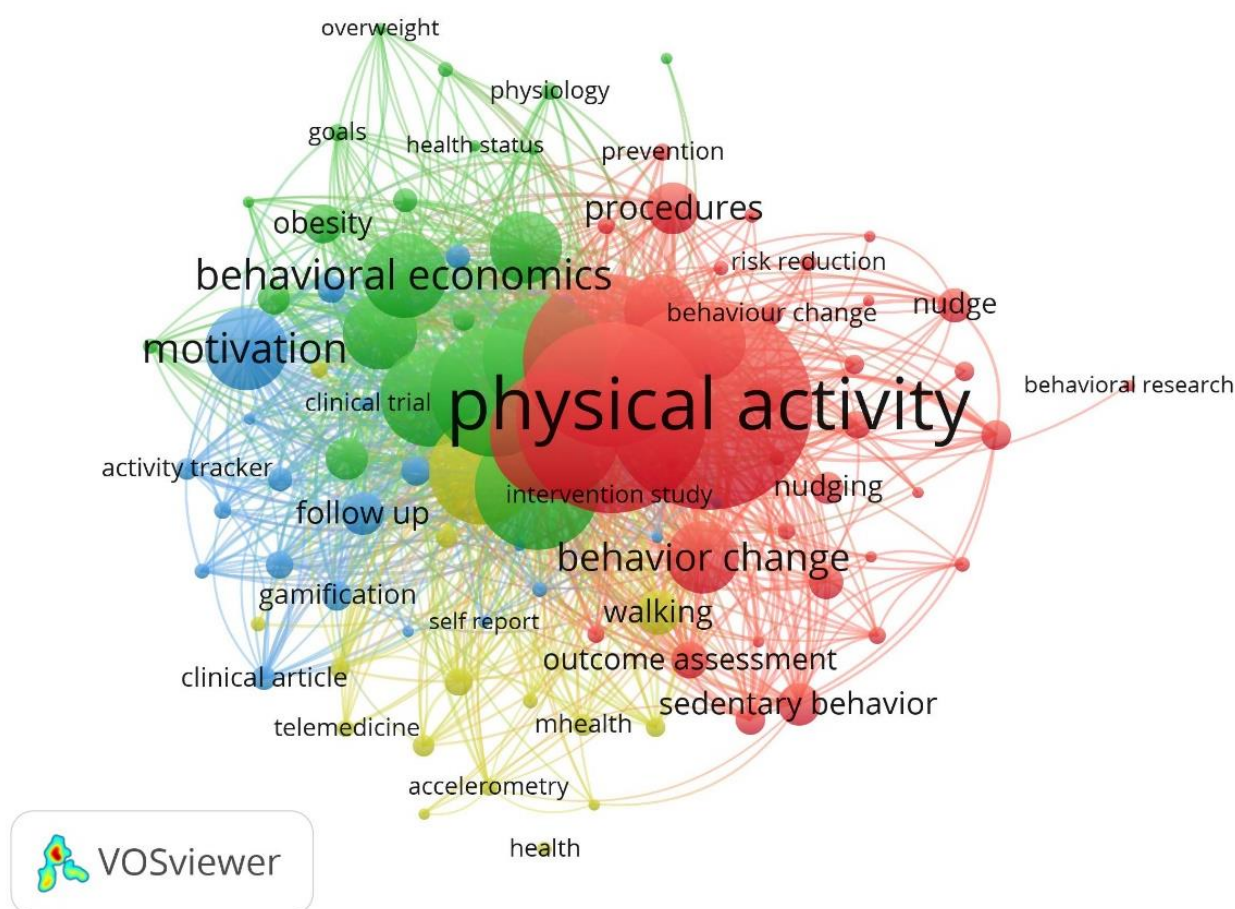 overweight
physiology
goals
health status
prevention
procedures
obesity
behavioral economics
risk reduction
nudge
behaviour change
motivation
behavioral research
clinical trial
physical activity
activity tracker
nudging
intervention study
follow up
behavior change
gamification
walking
self report
outcome assessment
clinical article
sedentary behavior
telemedicine
mhealth
accelerometry
health
VOSviewer